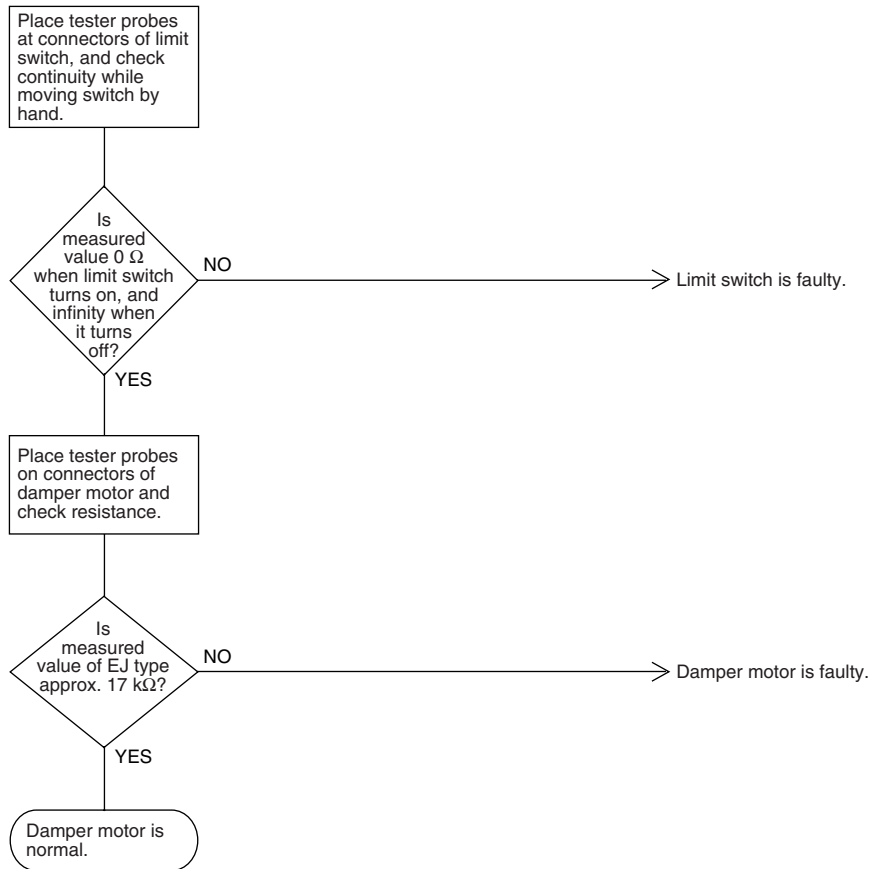 Place tester probes
at connectors of limit
switch, and check
continuity while
moving switch by
hand.
Is
measured
value 0 Ω
when limit switch
turns on, and
infinity when
it turns
off?
NO
Limit switch is faulty.
YES
Place tester probes
on connectors of
damper motor and
check resistance.
Is
measured
value of EJ type
approx. 17 kΩ?
NO
Damper motor is faulty.
YES
Damper motor is
normal.